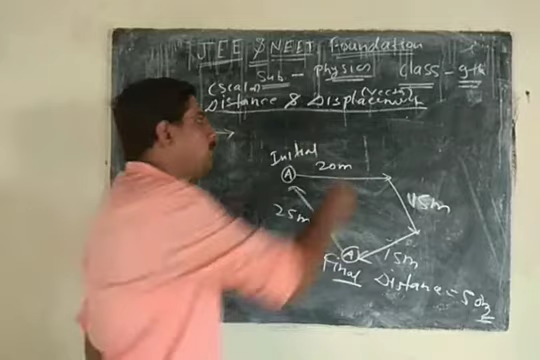 JEE & NEET Foundation
Sub - physics Class - 9th
(Scalar) (Vector)
Distance & Displacement
Initial
20m
A
15m
25m
A
15m
Final
Distance = 50m